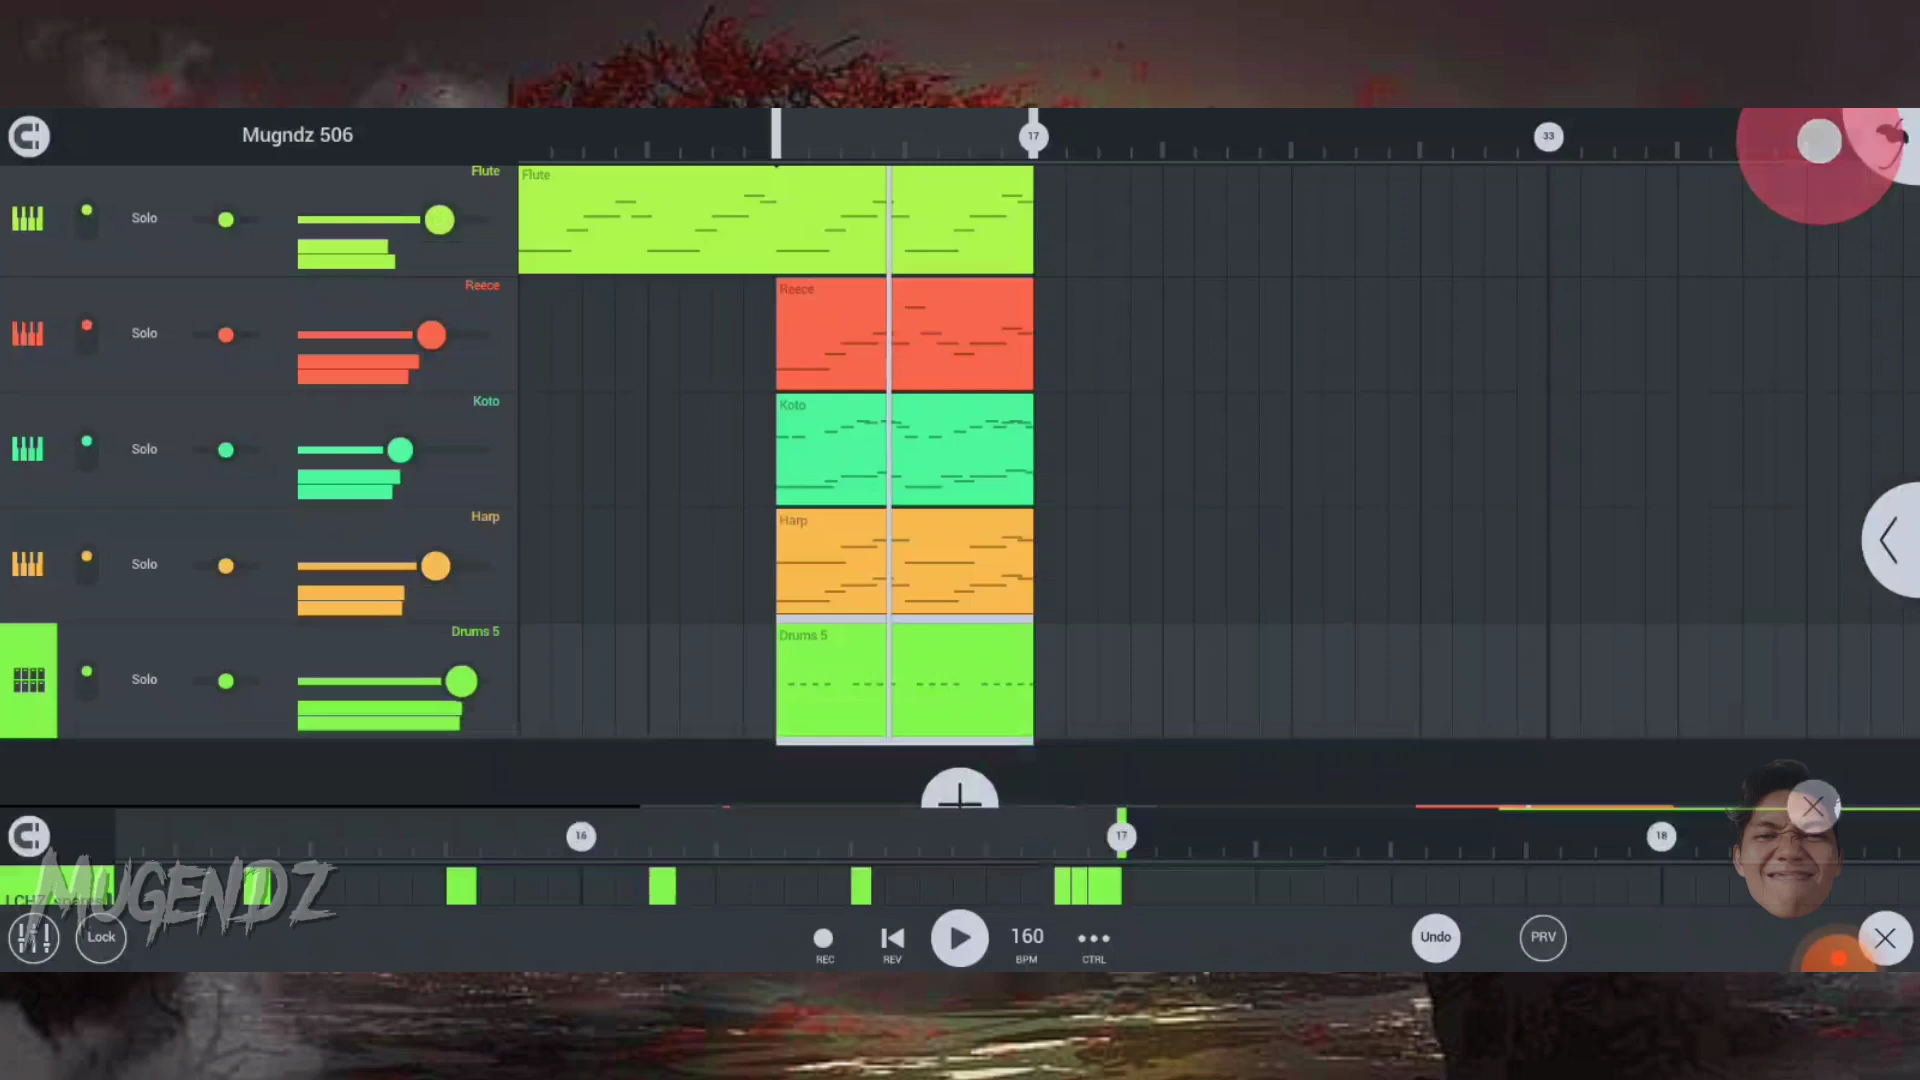 Mugndz 506
17
33
Flute
Flute
Solo
Reece
Reece
Solo
Koto
Koto
Solo
Harp
Harp
Solo
Drums 5
Drums 5
Solo
16
17
18
MUGENDZ
Lock
REC
REV
160
BPM
CTRL
Undo
PRV